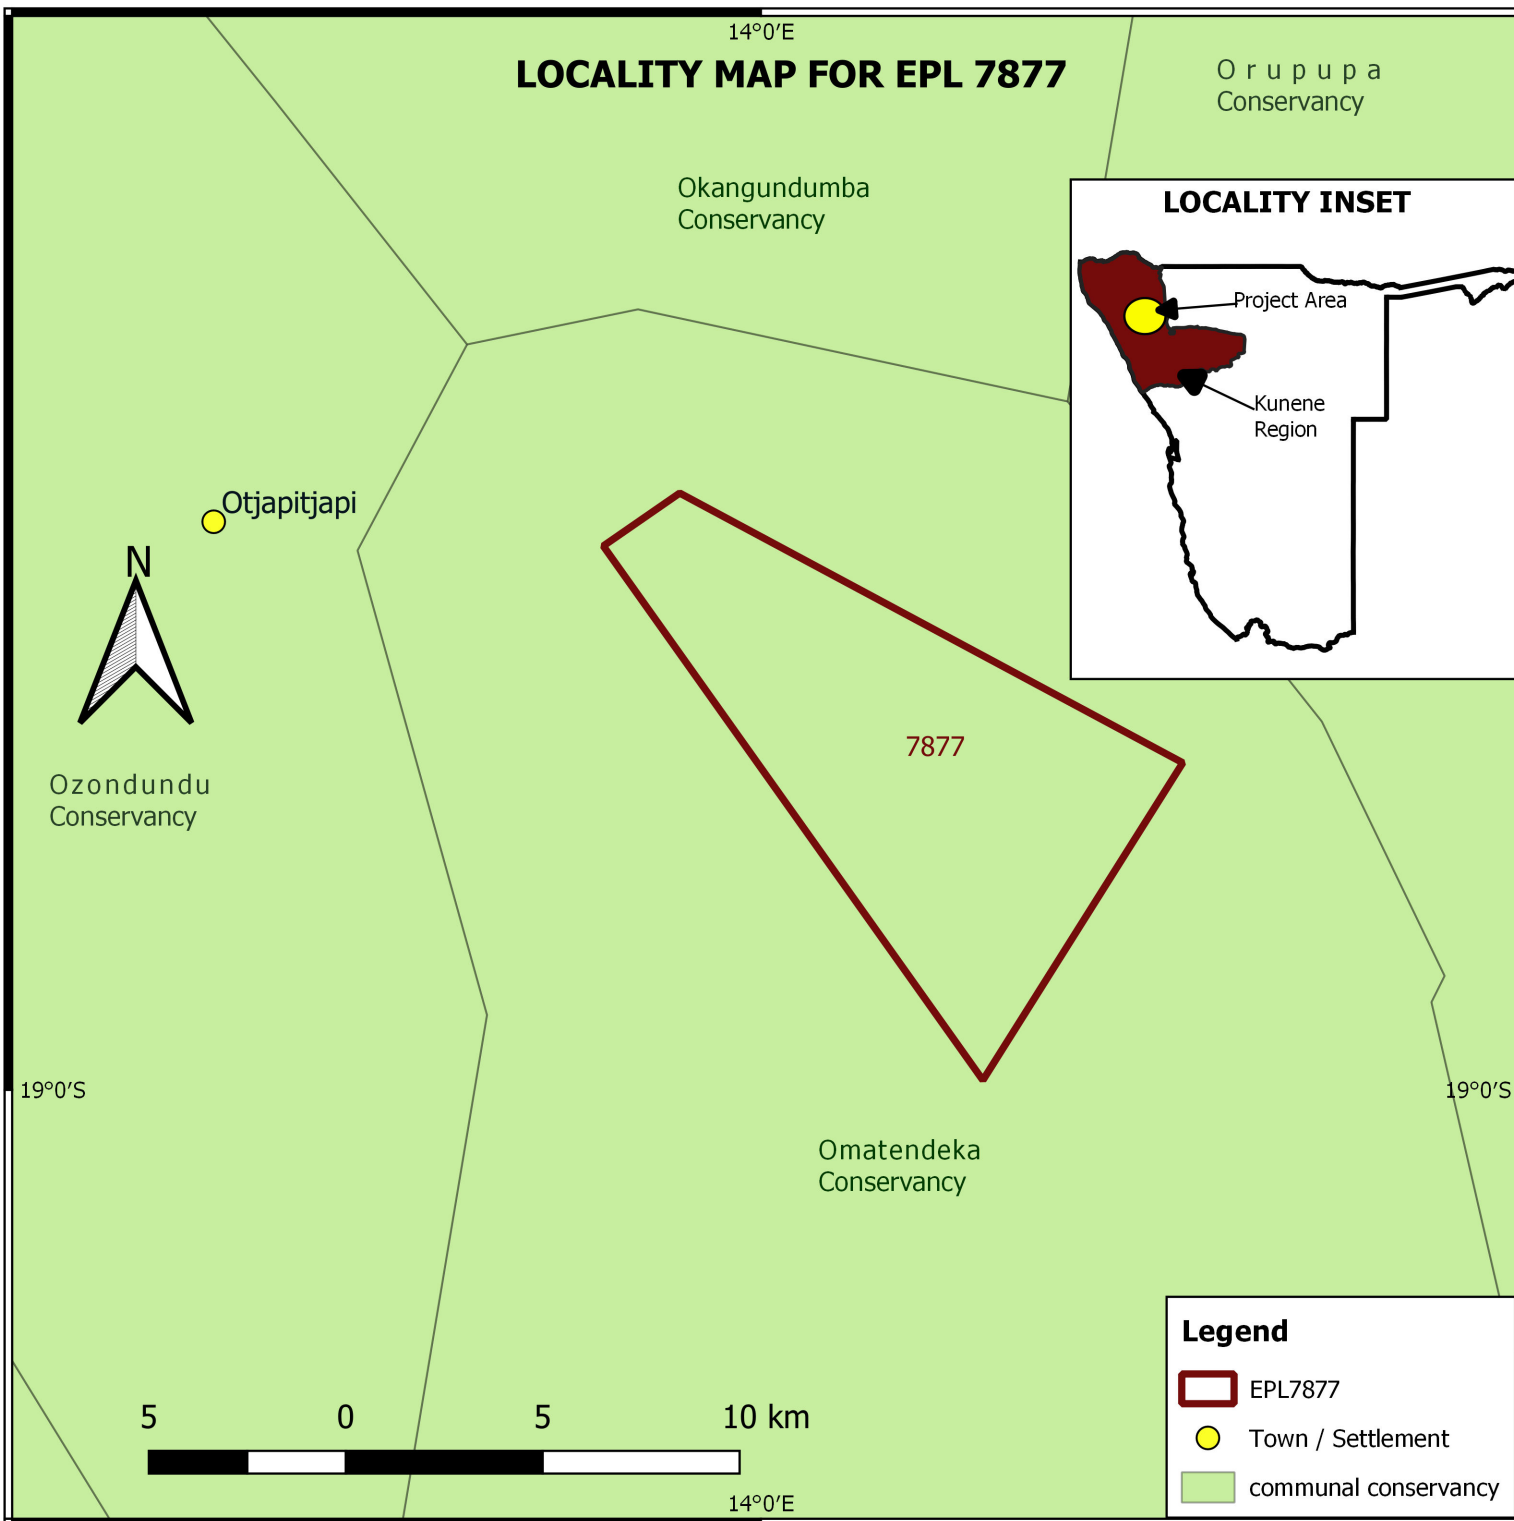 14°0'E
LOCALITY MAP FOR EPL 7877
Orupupa
Conservancy
Okangundumba
Conservancy
LOCALITY INSET
Project Area
Kunene
Region
Otjapitjapi
N
7877
Ozondundu
Conservancy
19°0'S
19°0'S
Omatendeka
Conservancy
Legend
EPL7877
Town / Settlement
communal conservancy
5 0 5 10 km
14°0'E